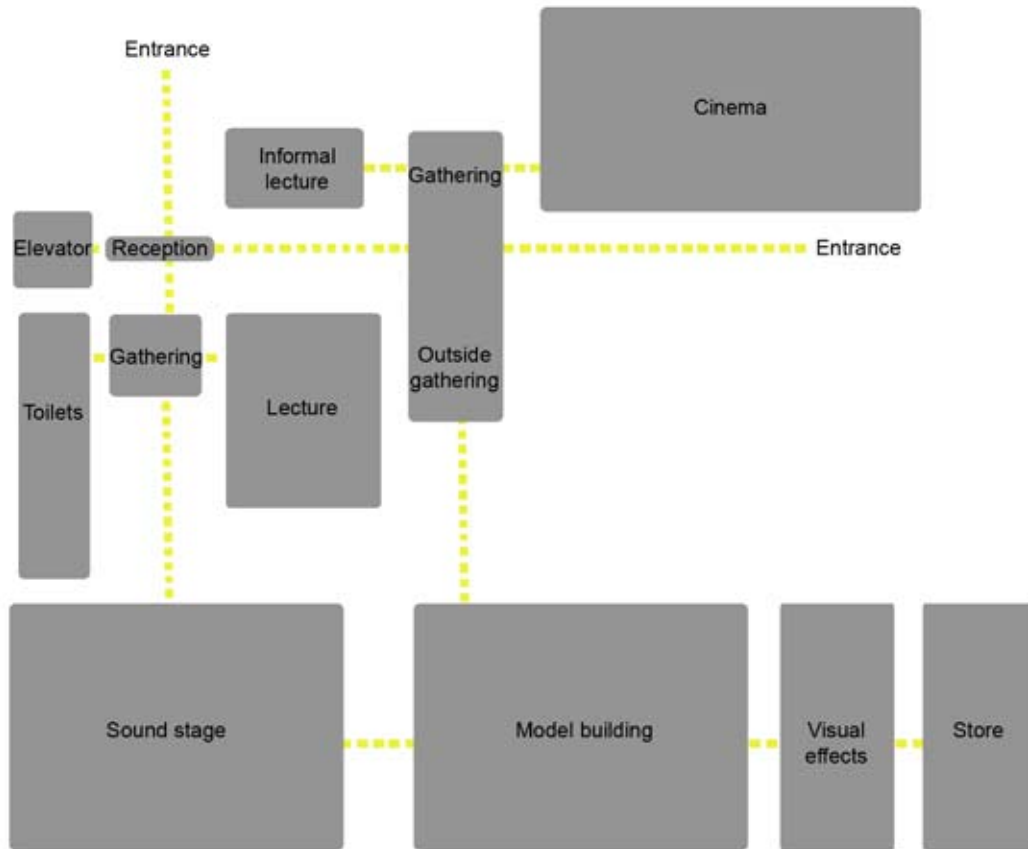 Entrance
Cinema
Informal
lecture
Gathering
Elevator
Reception
Entrance
Gathering
Outside
gathering
Toilets
Lecture
Sound stage
Model building
Visual
effects
Store